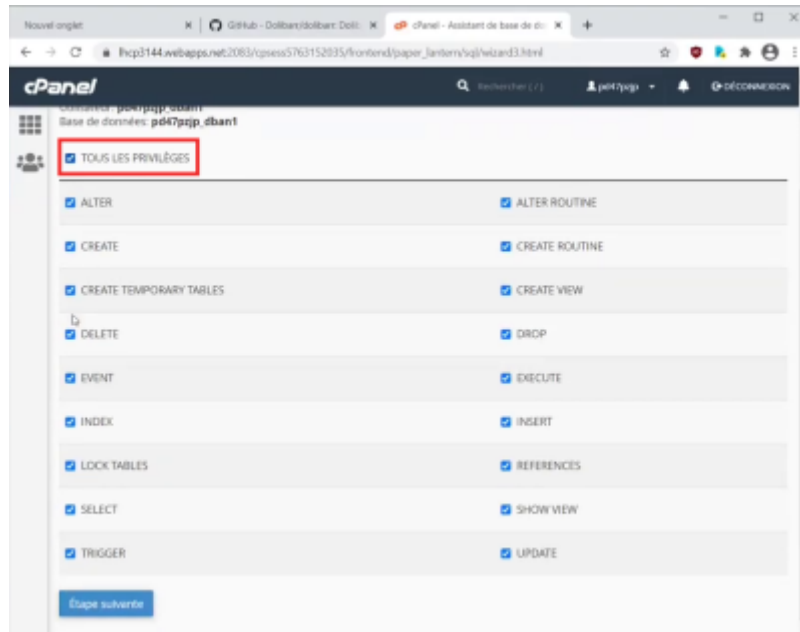 Nouvel onglet
GitHub - Dolibarr/dolibarr: Doli
cPanel - Assistant de base de do
lhcp3144.webapps.net:2083/cpsess5763152035/frontend/paper_lantern/sql/wizard3.html
cPanel
Rechercher ( / )
pd47pzjp
DÉCONNEXION
Utilisateur: pd47pzjp_dban1
Base de données: pd47pzjp_dban1
TOUS LES PRIVILÈGES
ALTER
ALTER ROUTINE
CREATE
CREATE ROUTINE
CREATE TEMPORARY TABLES
CREATE VIEW
DELETE
DROP
EVENT
EXECUTE
INDEX
INSERT
LOCK TABLES
REFERENCES
SELECT
SHOW VIEW
TRIGGER
UPDATE
Étape suivante